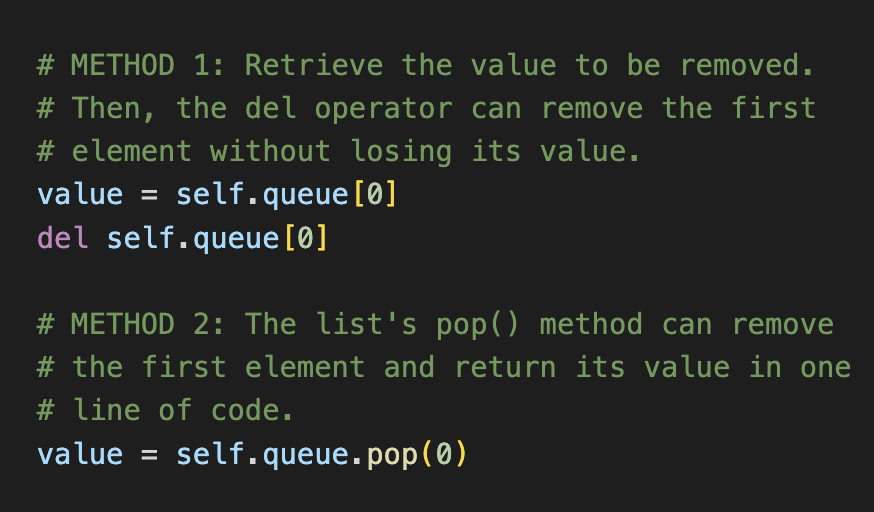 # METHOD 1: Retrieve the value to be removed.
# Then, the del operator can remove the first
# element without losing its value.
value = self.queue[0]
del self.queue[0]

# METHOD 2: The list's pop() method can remove
# the first element and return its value in one
# line of code.
value = self.queue.pop(0)